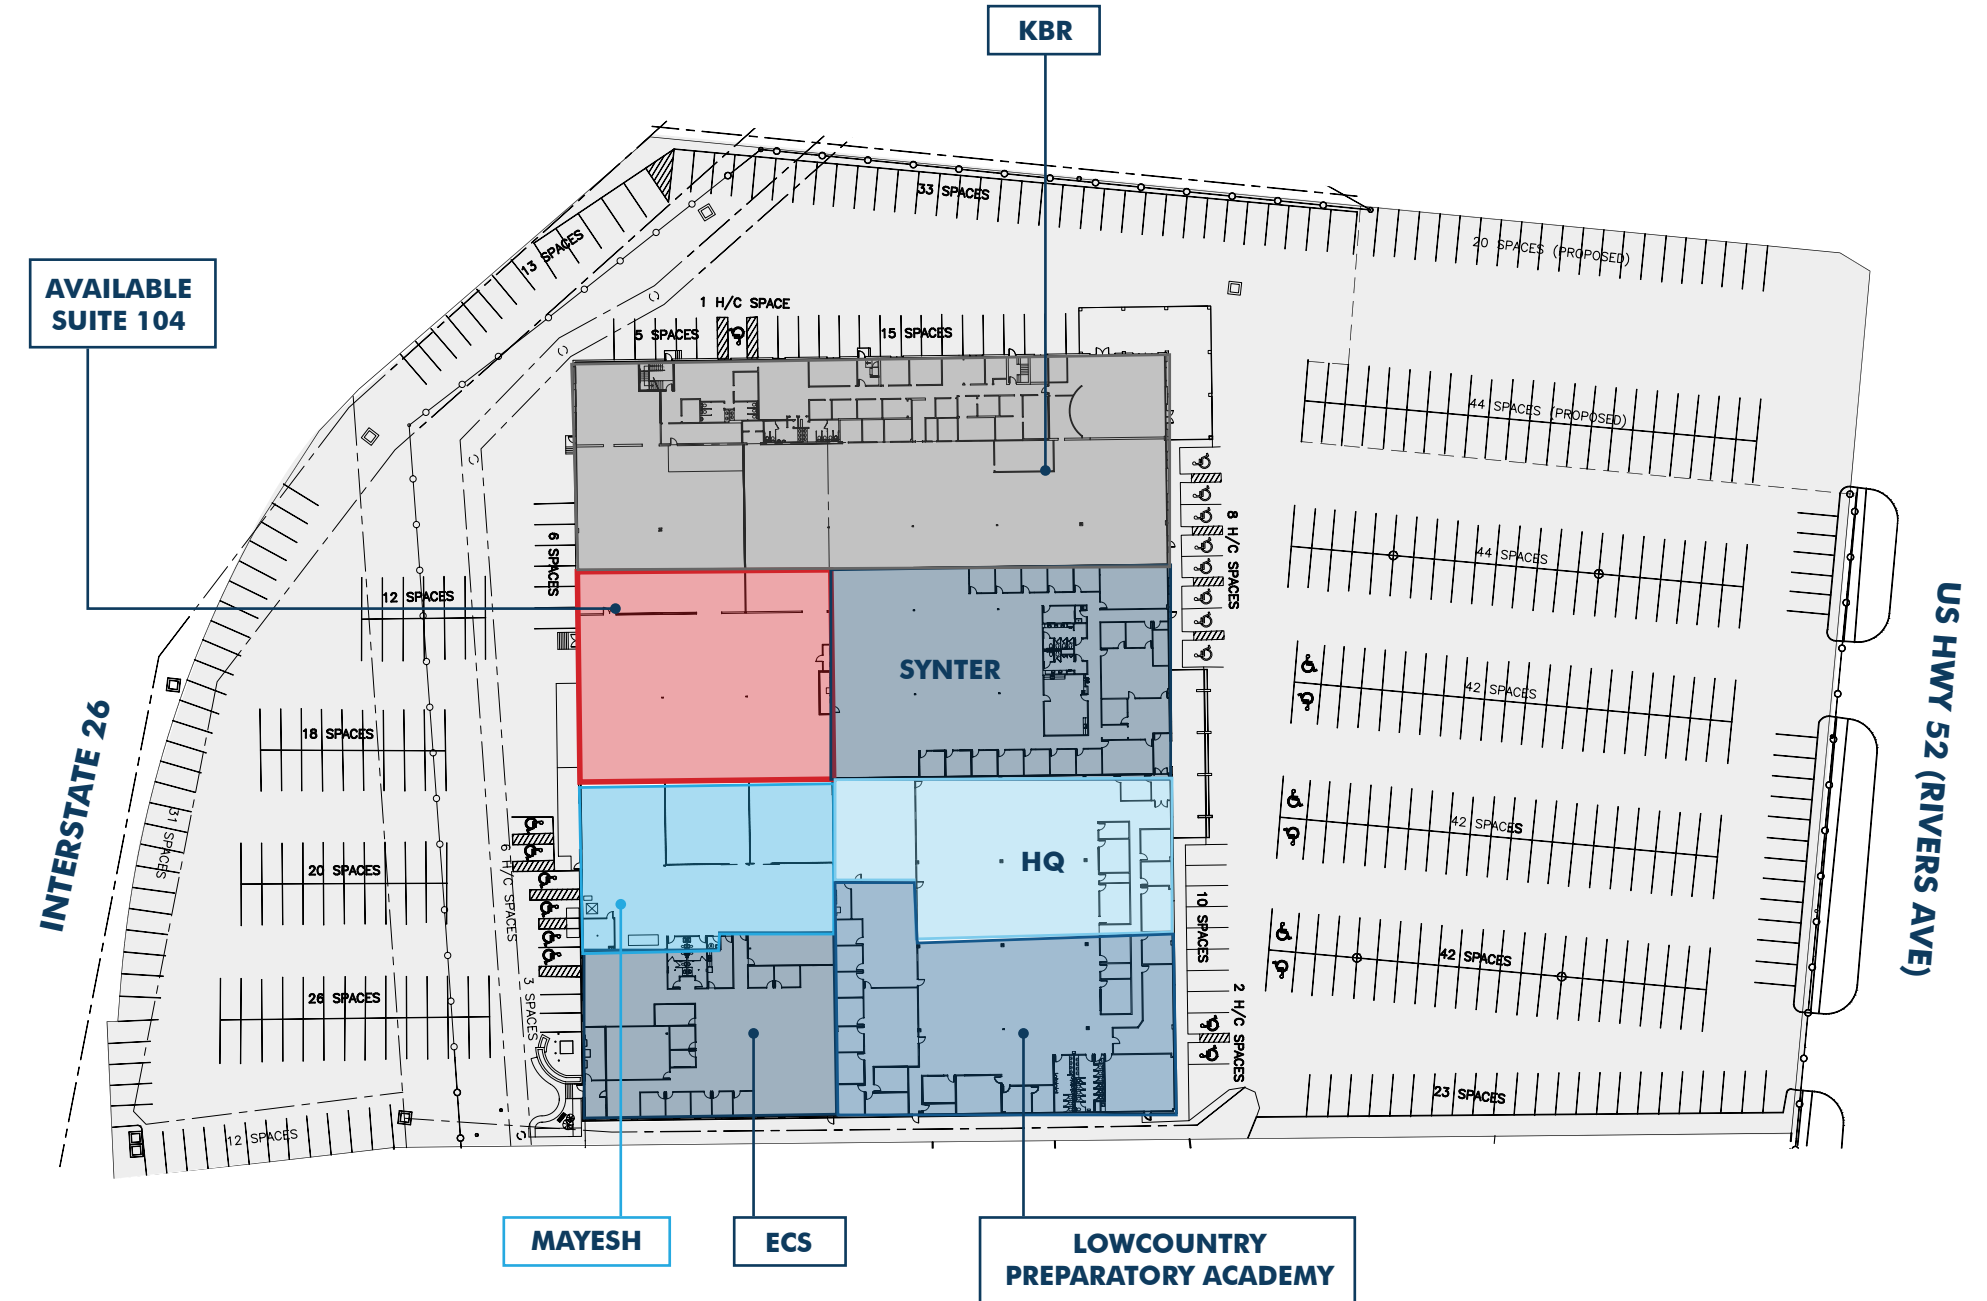 KBR
33 SPACES
20 SPACES (PROPOSED)
13 SPACES
AVAILABLE
SUITE 104
1 H/C SPACE
5 SPACES
15 SPACES
44 SPACES (PROPOSED)
8 H/C SPACES
6 SPACES
44 SPACES
12 SPACES
SYNTER
42 SPACES
US HWY 52 (RIVERS AVE)
INTERSTATE 26
18 SPACES
31 SPACES
42 SPACES
20 SPACES
6 H/C SPACES
HQ
10 SPACES
42 SPACES
26 SPACES
3 SPACES
2 H/C SPACES
23 SPACES
12 SPACES
MAYESH
ECS
LOWCOUNTRY
PREPARATORY ACADEMY